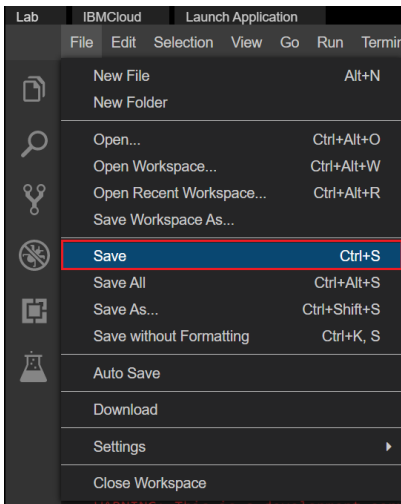 Lab IBMCloud Launch Application
File Edit Selection View Go Run Termin
New File Alt+N
New Folder
Open... Ctrl+Alt+O
Open Workspace... Ctrl+Alt+W
Open Recent Workspace... Ctrl+Alt+R
Save Workspace As...
Save Ctrl+S
Save All Ctrl+Alt+S
Save As... Ctrl+Shift+S
Save without Formatting Ctrl+K, S
Auto Save
Download
Settings
Close Workspace